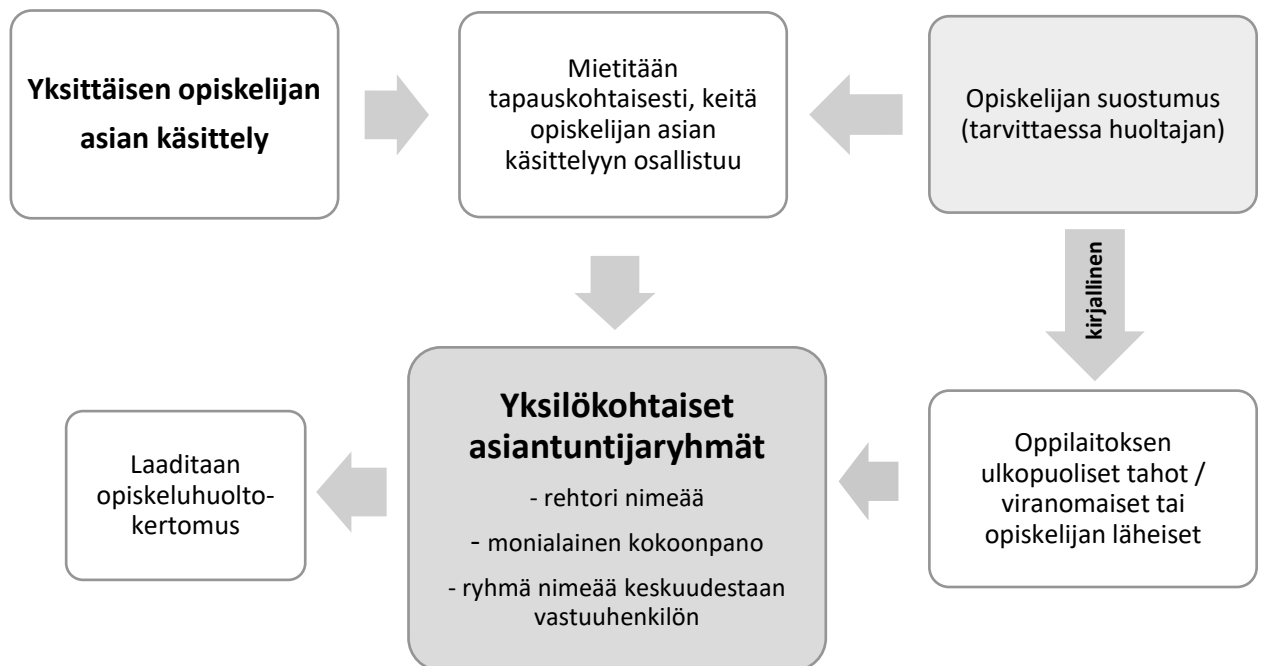 Yksittäisen opiskelijan
asian käsittely
Mietitään
tapauskohtaisesti, keitä
opiskelijan asian
käsittelyyn osallistuu
Opiskelijan suostumus
(tarvittaessa huoltajan)
kirjallinen
Yksilökohtaiset
asiantuntijaryhmät
- rehtori nimeää
- monialainen kokoonpano
- ryhmä nimeää keskuudestaan
vastuuhenkilön
Oppilaitoksen
ulkopuoliset tahot /
viranomaiset tai
opiskelijan läheiset
Laaditaan
opiskeluhuolto-
kertomus